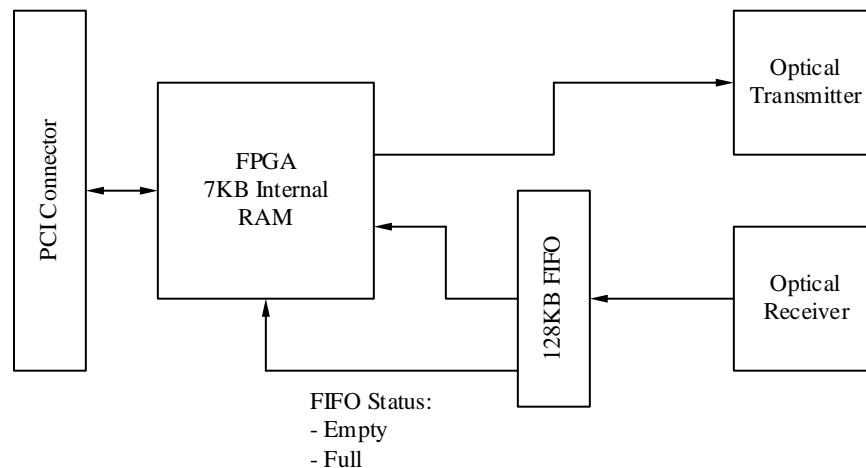 PCI Connector
FPGA
7KB Internal
RAM
Optical
Transmitter
128KB FIFO
Optical
Receiver
FIFO Status:
- Empty
- Full